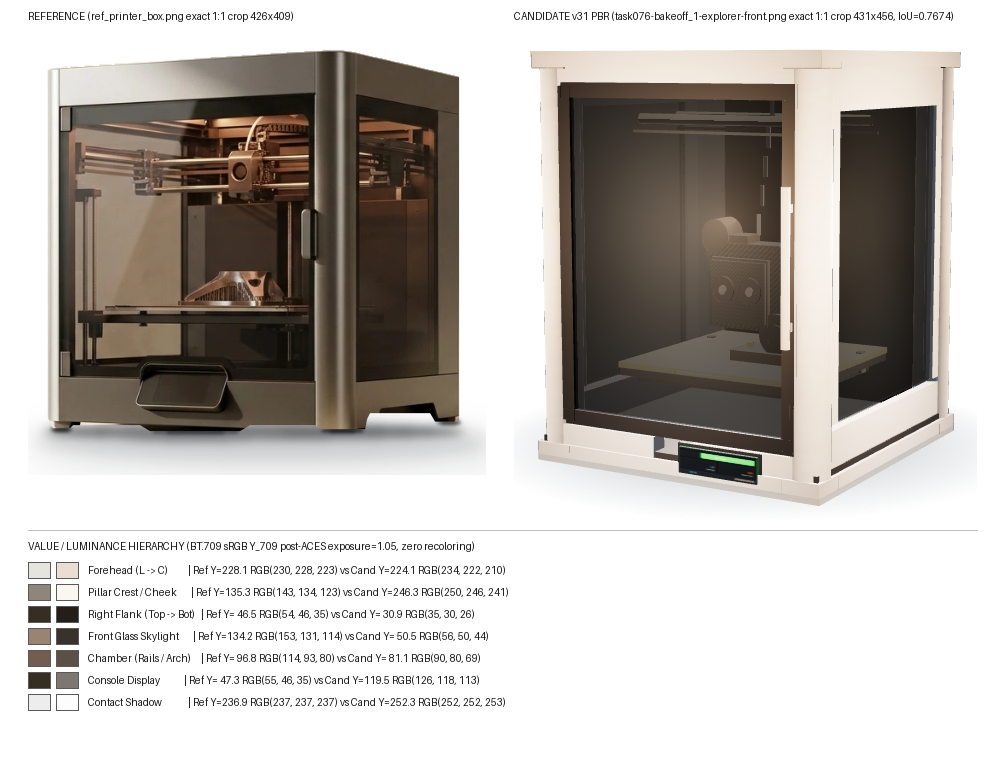 REFERENCE (ref_printer_box.png exact 1:1 crop 426x409)
CANDIDATE v31 PBR (task076-bakeoff_1-explorer-front.png exact 1:1 crop 431x456, IoU=0.7674)
VALUE / LUMINANCE HIERARCHY (BT.709 sRGB Y_709 post-ACES exposure=1.05, zero recoloring)
Forehead (L -> C) | Ref Y=228.1 RGB(230, 228, 223) vs Cand Y=224.1 RGB(234, 222, 210)
Pillar Crest / Cheek | Ref Y=135.3 RGB(143, 134, 123) vs Cand Y=246.3 RGB(250, 246, 241)
Right Flank (Top -> Bot) | Ref Y= 46.5 RGB(54, 46, 35) vs Cand Y= 30.9 RGB(35, 30, 26)
Front Glass Skylight | Ref Y=134.2 RGB(153, 131, 114) vs Cand Y= 50.5 RGB(56, 50, 44)
Chamber (Rails / Arch) | Ref Y= 96.8 RGB(114, 93, 80) vs Cand Y= 81.1 RGB(90, 80, 69)
Console Display | Ref Y= 47.3 RGB(55, 46, 35) vs Cand Y=119.5 RGB(126, 118, 113)
Contact Shadow | Ref Y=236.9 RGB(237, 237, 237) vs Cand Y=252.3 RGB(252, 252, 253)